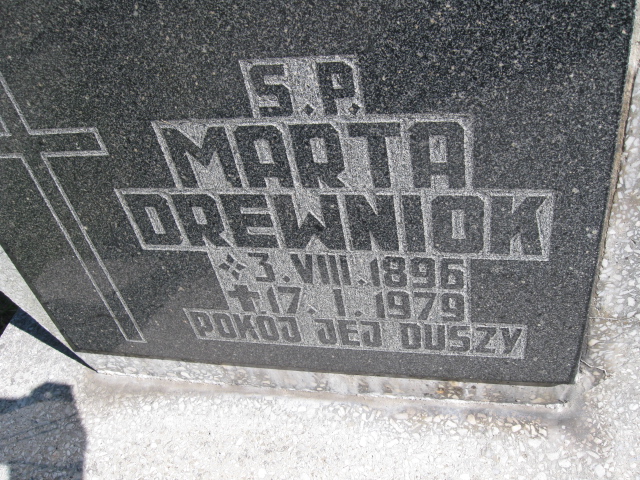 S.P.
MARTA
DREWNIOK
3.VIII.1896
17.I.1979
POKOJ JEJ DUSZY